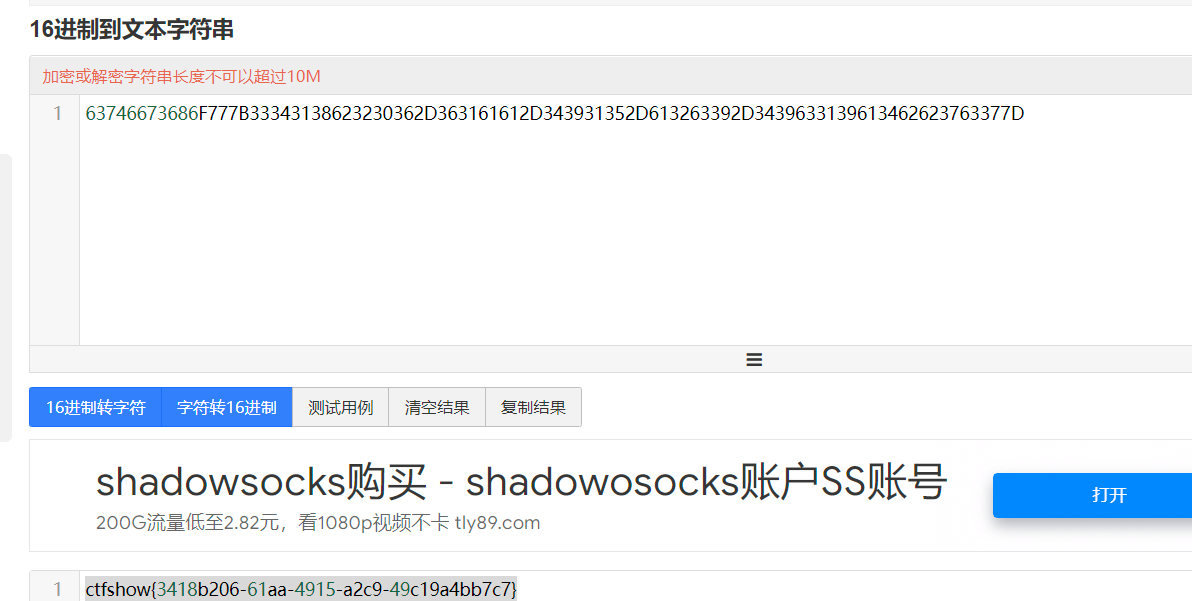 16进制到文本字符串
加密或解密字符串长度不可以超过10M
1 63746673686F777B33343138623230362D363161612D343931352D613263392D3439633139613462623763377D
16进制转字符 字符转16进制 测试用例 清空结果 复制结果
shadowsocks购买 - shadowosocks账户SS账号
200G流量低至2.82元，看1080p视频不卡 tly89.com
打开
1 ctfshow{3418b206-61aa-4915-a2c9-49c19a4bb7c7}